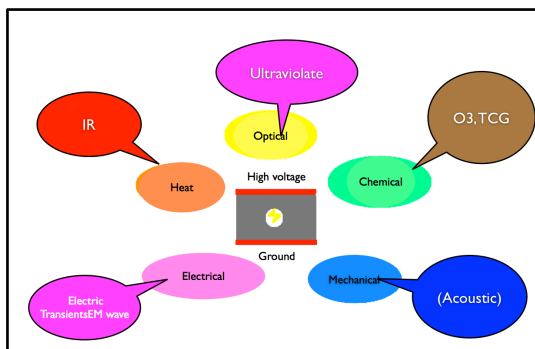 Ultraviolate
IR
O3,TCG
Optical
High voltage
Heat
Chemical
Ground
Electrical
Mechanical
Electric
TransientsEM wave
(Acoustic)